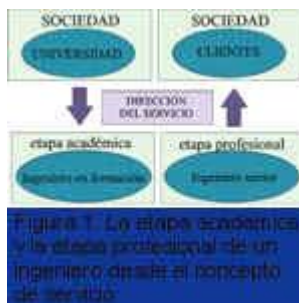 SOCIEDAD
SOCIEDAD
UNIVERSIDAD
CLIENTES
DIRECCIÓN
DEL SERVICIO
etapa académica
etapa profesional
Ingeniero en formación
Ingeniero
Figura 1. La etapa académica
y la etapa profesional de un
ingeniero desde el concepto
de servicio